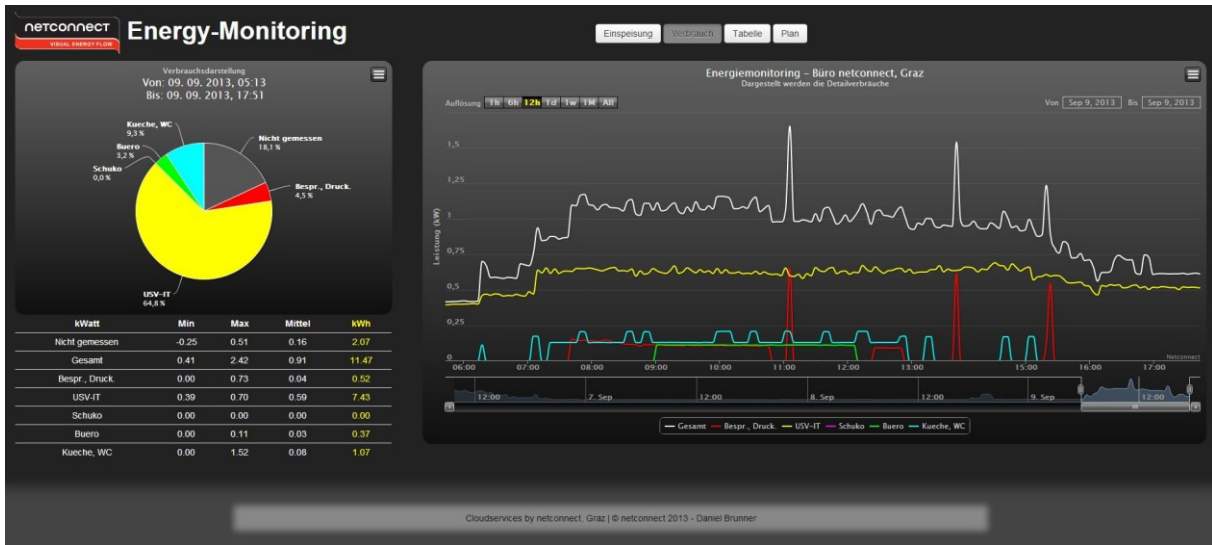 netconnect
VISUAL ENERGY FLOW
Energy-Monitoring
Einspeisung Verbrauch Tabelle Plan
Verbrauchsdarstellung
Von: 09. 09. 2013, 05:13
Bis: 09. 09. 2013, 17:51
Kueche, WC
9,3 %
Buero
3,2 %
Schuko
0,0 %
Nicht gemessen
18,1 %
Bespr., Druck.
4,5 %
USV-IT
64,8 %
kWatt Min Max Mittel kWh
Nicht gemessen -0.25 0.51 0.16 2.07
Gesamt 0.41 2.42 0.91 11.47
Bespr., Druck. 0.00 0.73 0.04 0.52
USV-IT 0.39 0.70 0.59 7.43
Schuko 0.00 0.00 0.00 0.00
Buero 0.00 0.11 0.03 0.37
Kueche, WC 0.00 1.52 0.08 1.07
Energiemonitoring – Büro netconnect, Graz
Dargestellt werden die Detailverbräuche
Auflösung 1h 6h 12h 1d 1w 1M All
Von Sep 9, 2013 Bis Sep 9, 2013
Leistung (kW)
1,5
1,25
1
0,75
0,5
0,25
0
Netconnect
06:00 07:00 08:00 09:00 10:00 11:00 12:00 13:00 15:00 16:00 17:00
12:00 7. Sep 12:00 8. Sep 12:00 9. Sep 12:00
Gesamt Bespr., Druck. USV-IT Schuko Buero Kueche, WC
Cloudservices by netconnect, Graz | © netconnect 2013 - Daniel Brunner